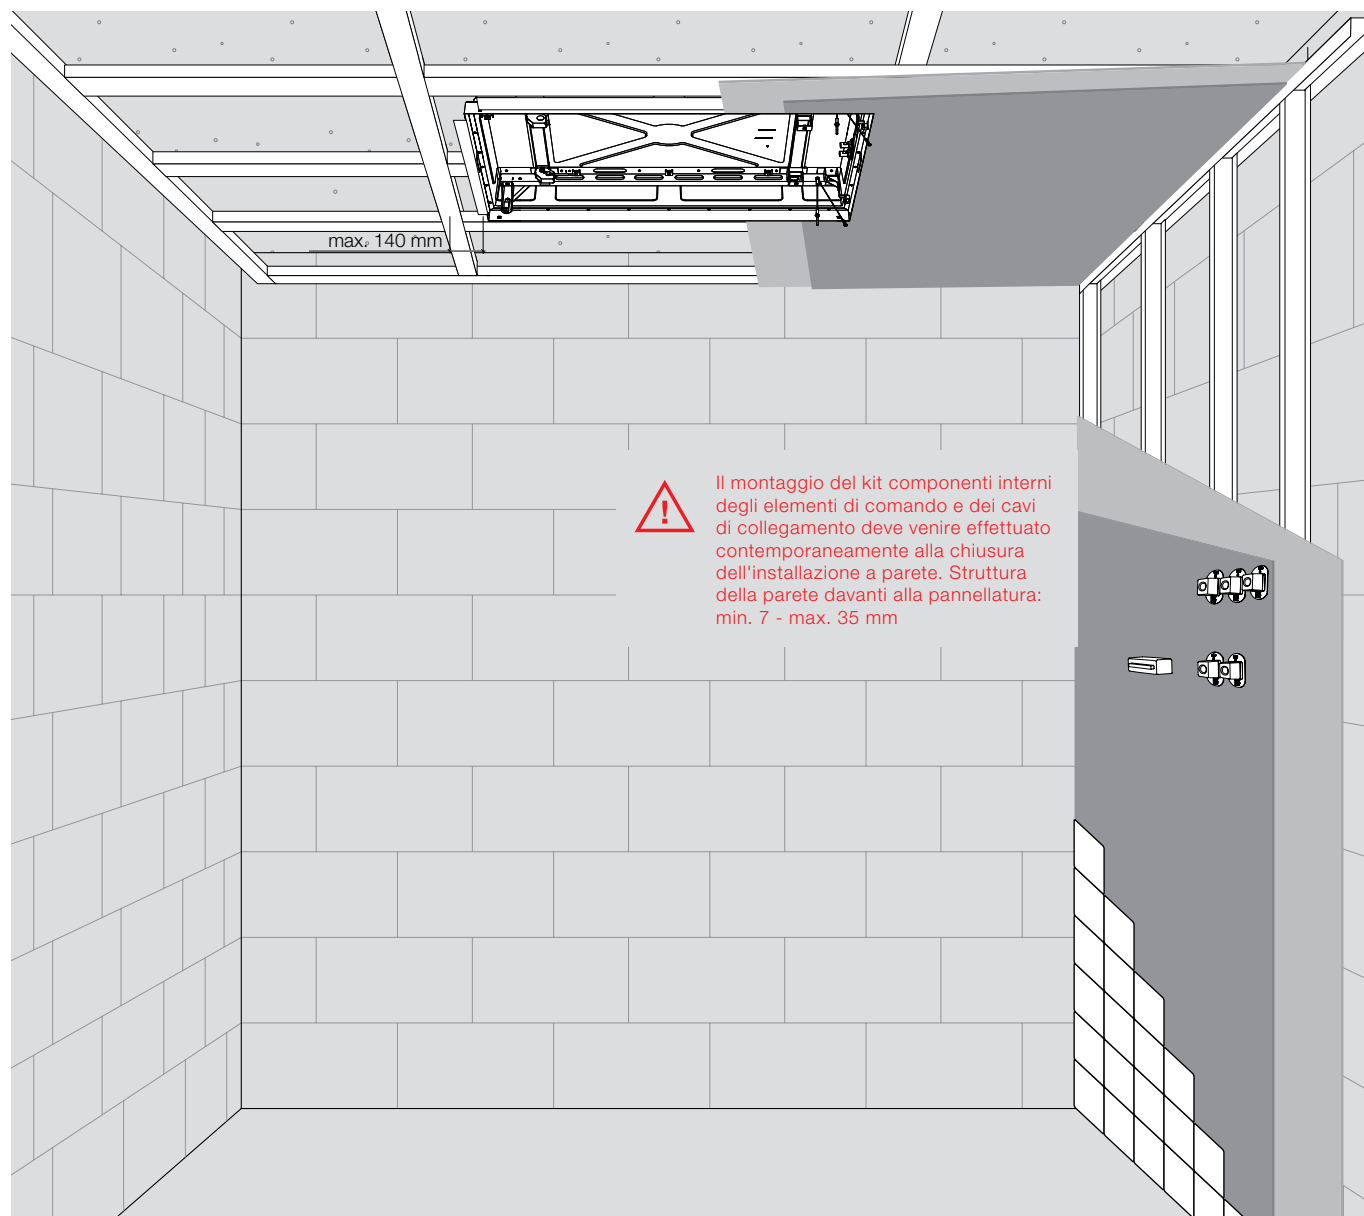 max. 140 mm
Il montaggio del kit componenti interni
degli elementi di comando e dei cavi
di collegamento deve venire effettuato
contemporaneamente alla chiusura
dell'installazione a parete. Struttura
della parete davanti alla pannellatura:
min. 7 - max. 35 mm